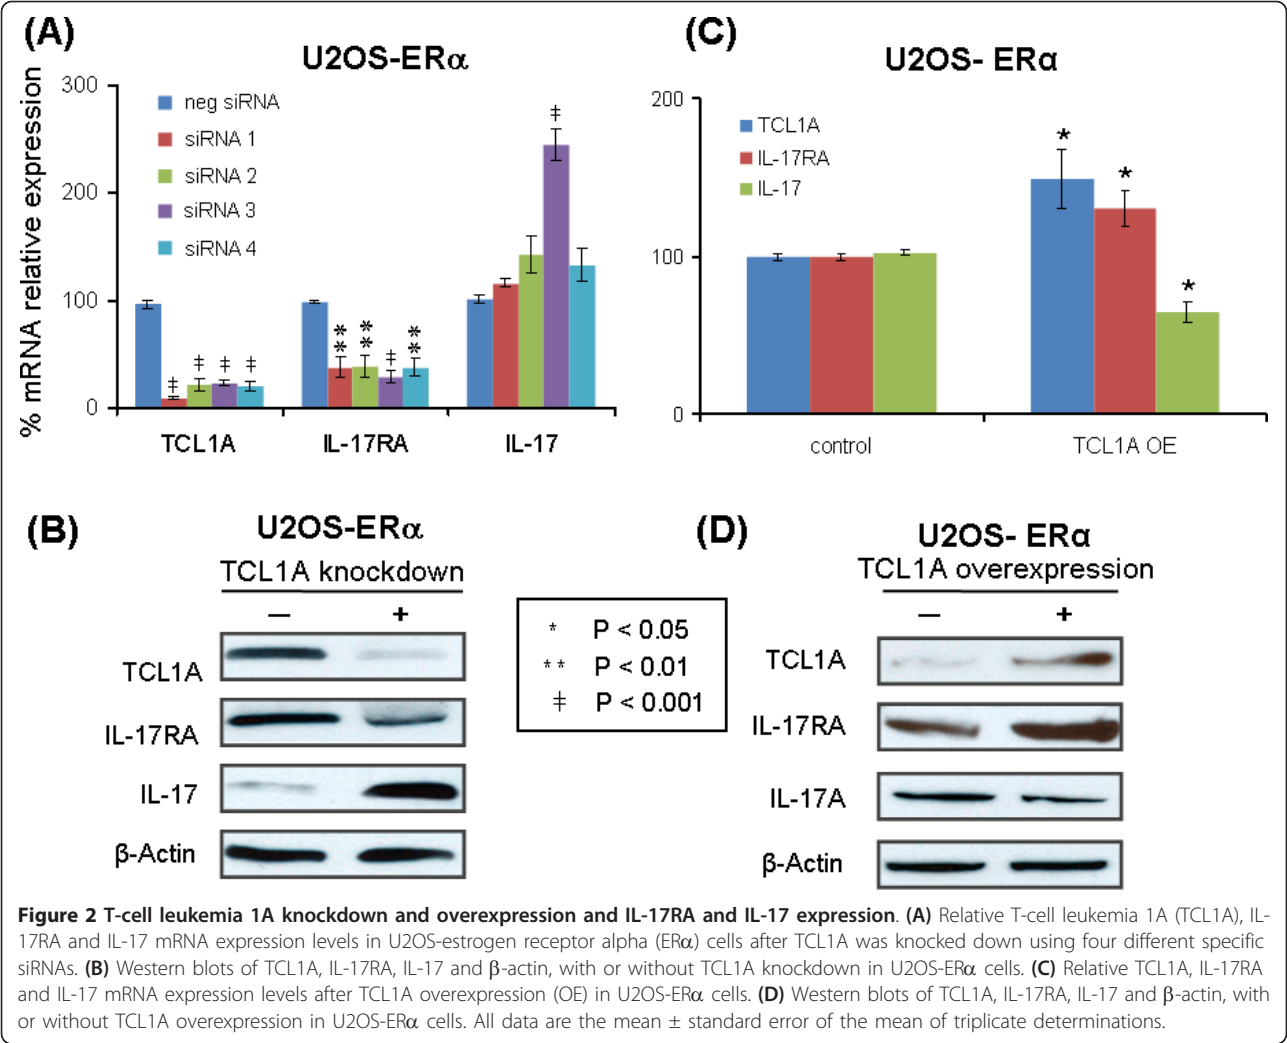 (A)
U2OS-ERα
% mRNA relative expression
300
200
100
0
neg siRNA
siRNA 1
siRNA 2
siRNA 3
siRNA 4
‡
‡
‡
‡
**
**
‡
**
‡
TCL1A
IL-17RA
IL-17
(C)
U2OS- ERα
200
100
0
TCL1A
IL-17RA
IL-17
*
*
*
control
TCL1A OE
(B)
U2OS-ERα
TCL1A knockdown
— +
TCL1A
IL-17RA
IL-17
β-Actin
* P < 0.05
** P < 0.01
‡ P < 0.001
(D)
U2OS- ERα
TCL1A overexpression
— +
TCL1A
IL-17RA
IL-17A
β-Actin
Figure 2 T-cell leukemia 1A knockdown and overexpression and IL-17RA and IL-17 expression. (A) Relative T-cell leukemia 1A (TCL1A), IL-
17RA and IL-17 mRNA expression levels in U2OS-estrogen receptor alpha (ERα) cells after TCL1A was knocked down using four different specific
siRNAs. (B) Western blots of TCL1A, IL-17RA, IL-17 and β-actin, with or without TCL1A knockdown in U2OS-ERα cells. (C) Relative TCL1A, IL-17RA
and IL-17 mRNA expression levels after TCL1A overexpression (OE) in U2OS-ERα cells. (D) Western blots of TCL1A, IL-17RA, IL-17 and β-actin, with
or without TCL1A overexpression in U2OS-ERα cells. All data are the mean ± standard error of the mean of triplicate determinations.